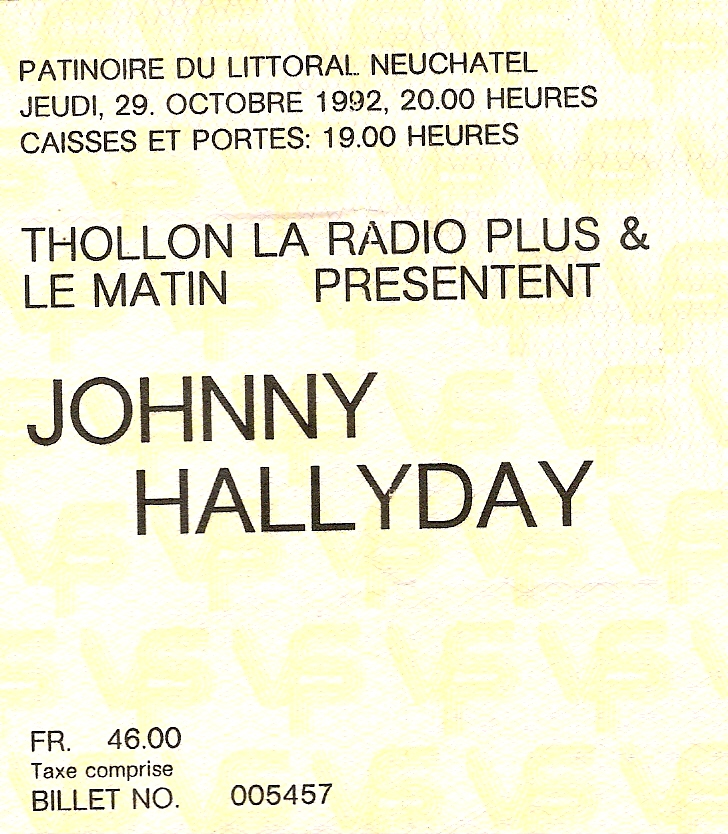 PATINOIRE DU LITTORAL NEUCHATEL
JEUDI, 29. OCTOBRE 1992, 20.00 HEURES
CAISSES ET PORTES: 19.00 HEURES
THOLLON LA RADIO PLUS &
LE MATIN PRESENTENT
JOHNNY
HALLYDAY
FR. 46.00
Taxe comprise
BILLET NO. 005457